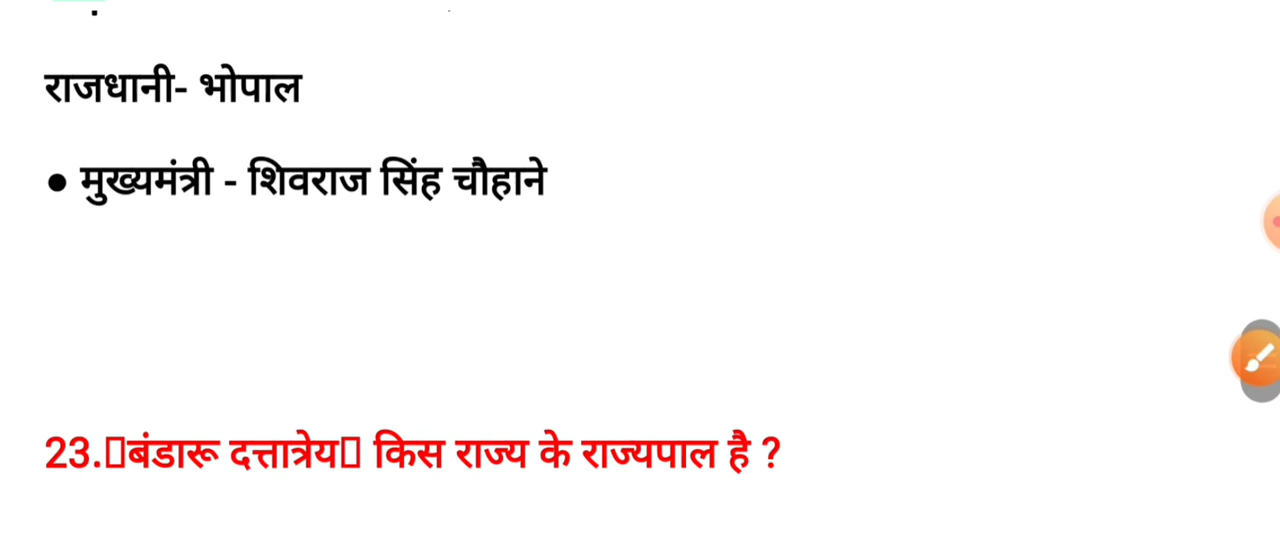 राजधानी- भोपाल
● मुख्यमंत्री - शिवराज सिंह चौहाने
23.▯बंडारू दत्तात्रेय▯ किस राज्य के राज्यपाल है ?